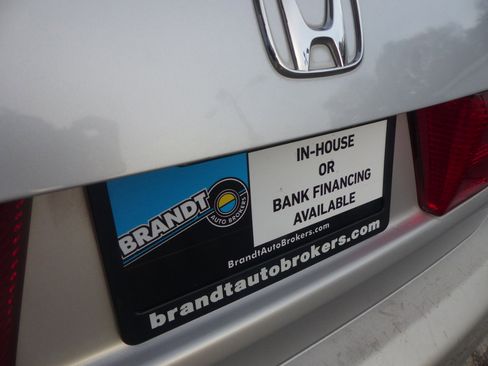 BRANDT
AUTO BROKERS
IN-HOUSE
OR
BANK FINANCING
AVAILABLE
BrandtAutoBrokers.com
brandtautobrokers.com